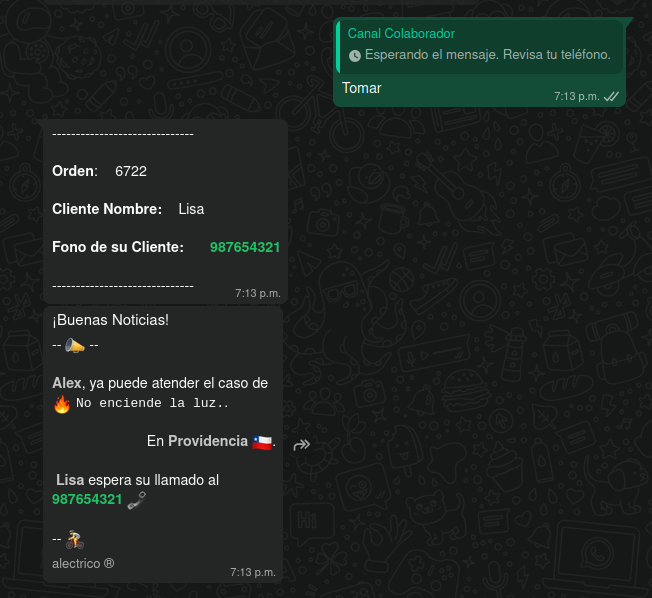 Canal Colaborador
Esperando el mensaje. Revisa tu teléfono.
Tomar
7:13 p.m.
------------------------------
Orden: 6722
Cliente Nombre: Lisa
Fono de su Cliente: 987654321
------------------------------
7:13 p.m.
¡Buenas Noticias!
-- 📣 --
Alex, ya puede atender el caso de
🔥 No enciende la luz..
En Providencia 🇨🇱.
Lisa espera su llamado al
987654321
--
alectrico ®
7:13 p.m.